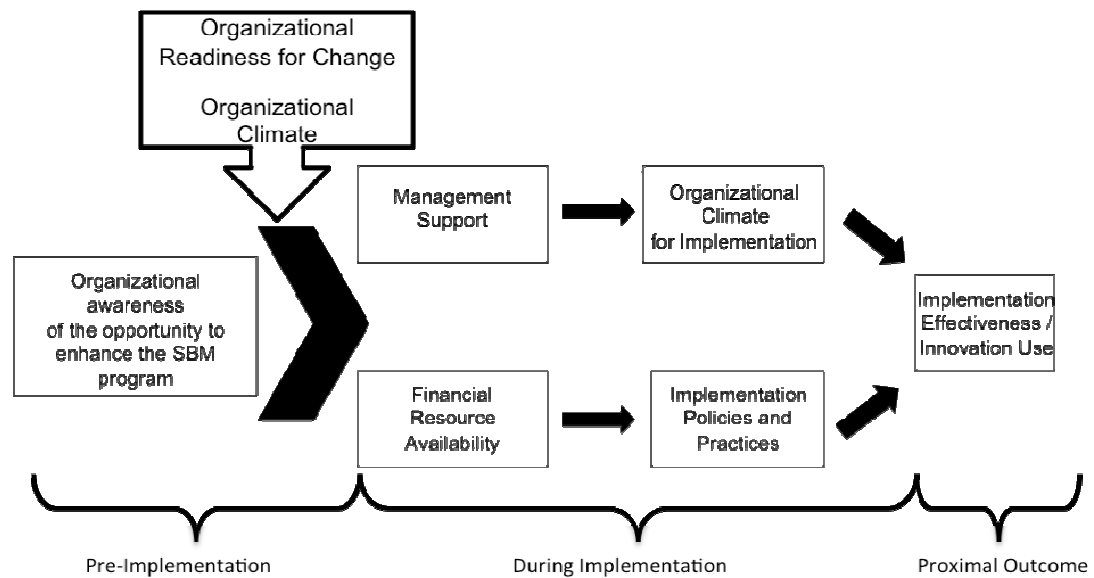 Organizational
Readiness for Change
Organizational
Climate
Organizational
awareness
of the opportunity to
enhance the SBM
program
Management
Support
Organizational
Climate
for Implementation
Financial
Resource
Availability
Implementation
Policies and
Practices
Implementation
Effectiveness /
Innovation Use
Pre-Implementation
During Implementation
Proximal Outcome